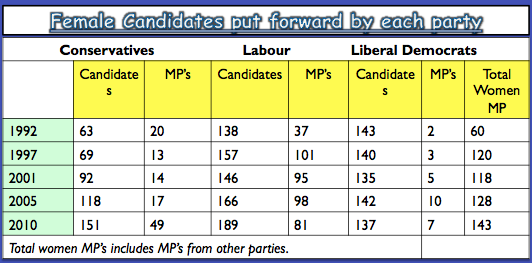 Female Candidates put forward by each party
Conservatives Labour Liberal Democrats
Candidate
s MP's Candidates MP's Candidate
s MP's Total
Women
MP
1992 63 20 138 37 143 2 60
1997 69 13 157 101 140 3 120
2001 92 14 146 95 135 5 118
2005 118 17 166 98 142 10 128
2010 151 49 189 81 137 7 143
Total women MP's includes MP's from other parties.